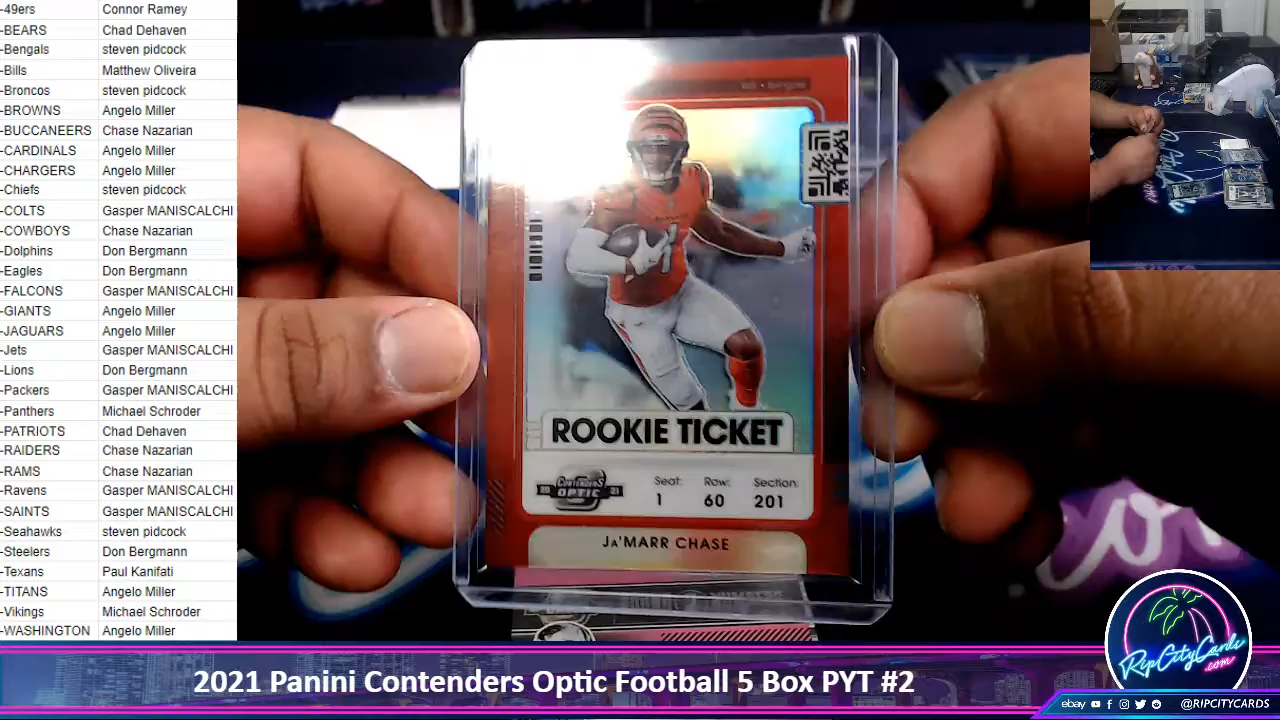 -49ers Connor Ramey
-BEARS Chad Dehaven
-Bengals steven pidcock
-Bills Matthew Oliveira
-Broncos steven pidcock
-BROWNS Angelo Miller
-BUCCANEERS Chase Nazarian
-CARDINALS Angelo Miller
-CHARGERS Angelo Miller
-Chiefs steven pidcock
-COLTS Gasper MANISCALCHI
-COWBOYS Chase Nazarian
-Dolphins Don Bergmann
-Eagles Don Bergmann
-FALCONS Gasper MANISCALCHI
-GIANTS Angelo Miller
-JAGUARS Angelo Miller
-Jets Gasper MANISCALCHI
-Lions Don Bergmann
-Packers Gasper MANISCALCHI
-Panthers Michael Schroder
-PATRIOTS Chad Dehaven
-RAIDERS Chase Nazarian
-RAMS Chase Nazarian
-Ravens Gasper MANISCALCHI
-SAINTS Gasper MANISCALCHI
-Seahawks steven pidcock
-Steelers Don Bergmann
-Texans Paul Kanifati
-TITANS Angelo Miller
-Vikings Michael Schroder
-WASHINGTON Angelo Miller
ROOKIE TICKET
20 CONTENDERS OPTIC 21
Seat: Row: Section:
1 60 201
JA'MARR CHASE
RipCityCards
.com
2021 Panini Contenders Optic Football 5 Box PYT #2
ebay @RIPCITYCARDS